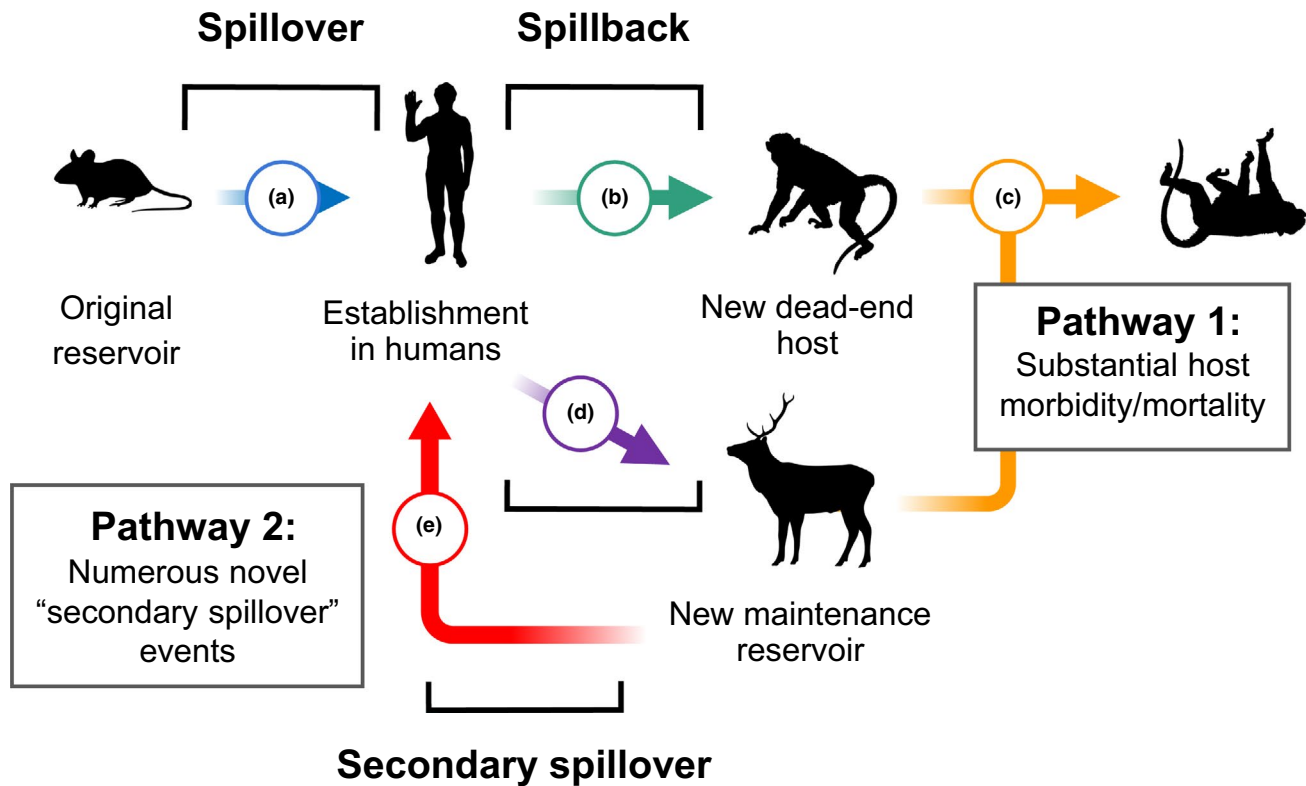 Spillover
Spillback
(a)
(b)
(c)
Original
reservoir
Establishment
in humans
New dead-end
host
Pathway 1:
Substantial host
morbidity/mortality
(d)
(e)
Pathway 2:
Numerous novel
“secondary spillover”
events
New maintenance
reservoir
Secondary spillover